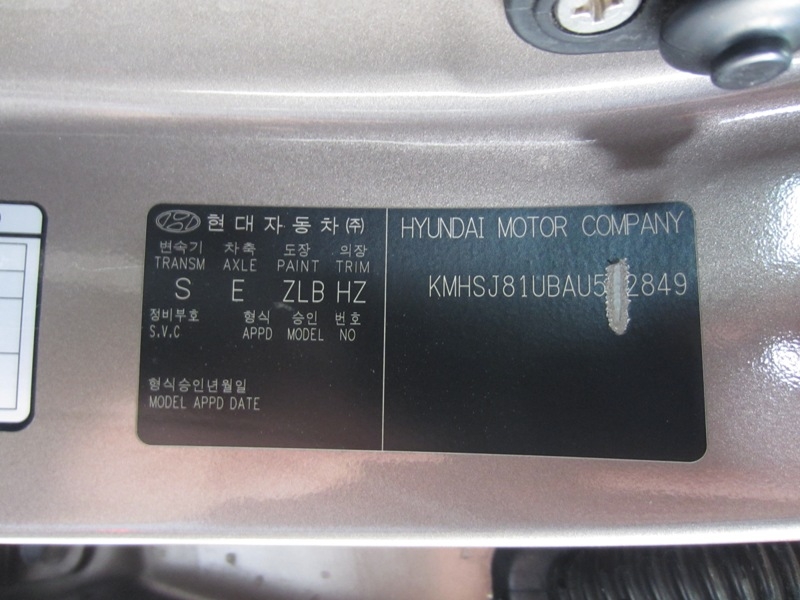 현대자동차(주)
변속기 차축 도장 의장
TRANSM AXLE PAINT TRIM
S E ZLB HZ
정비부호 형식 승인 번호
S.V.C APPD MODEL NO
형식승인년월일
MODEL APPD DATE
HYUNDAI MOTOR COMPANY